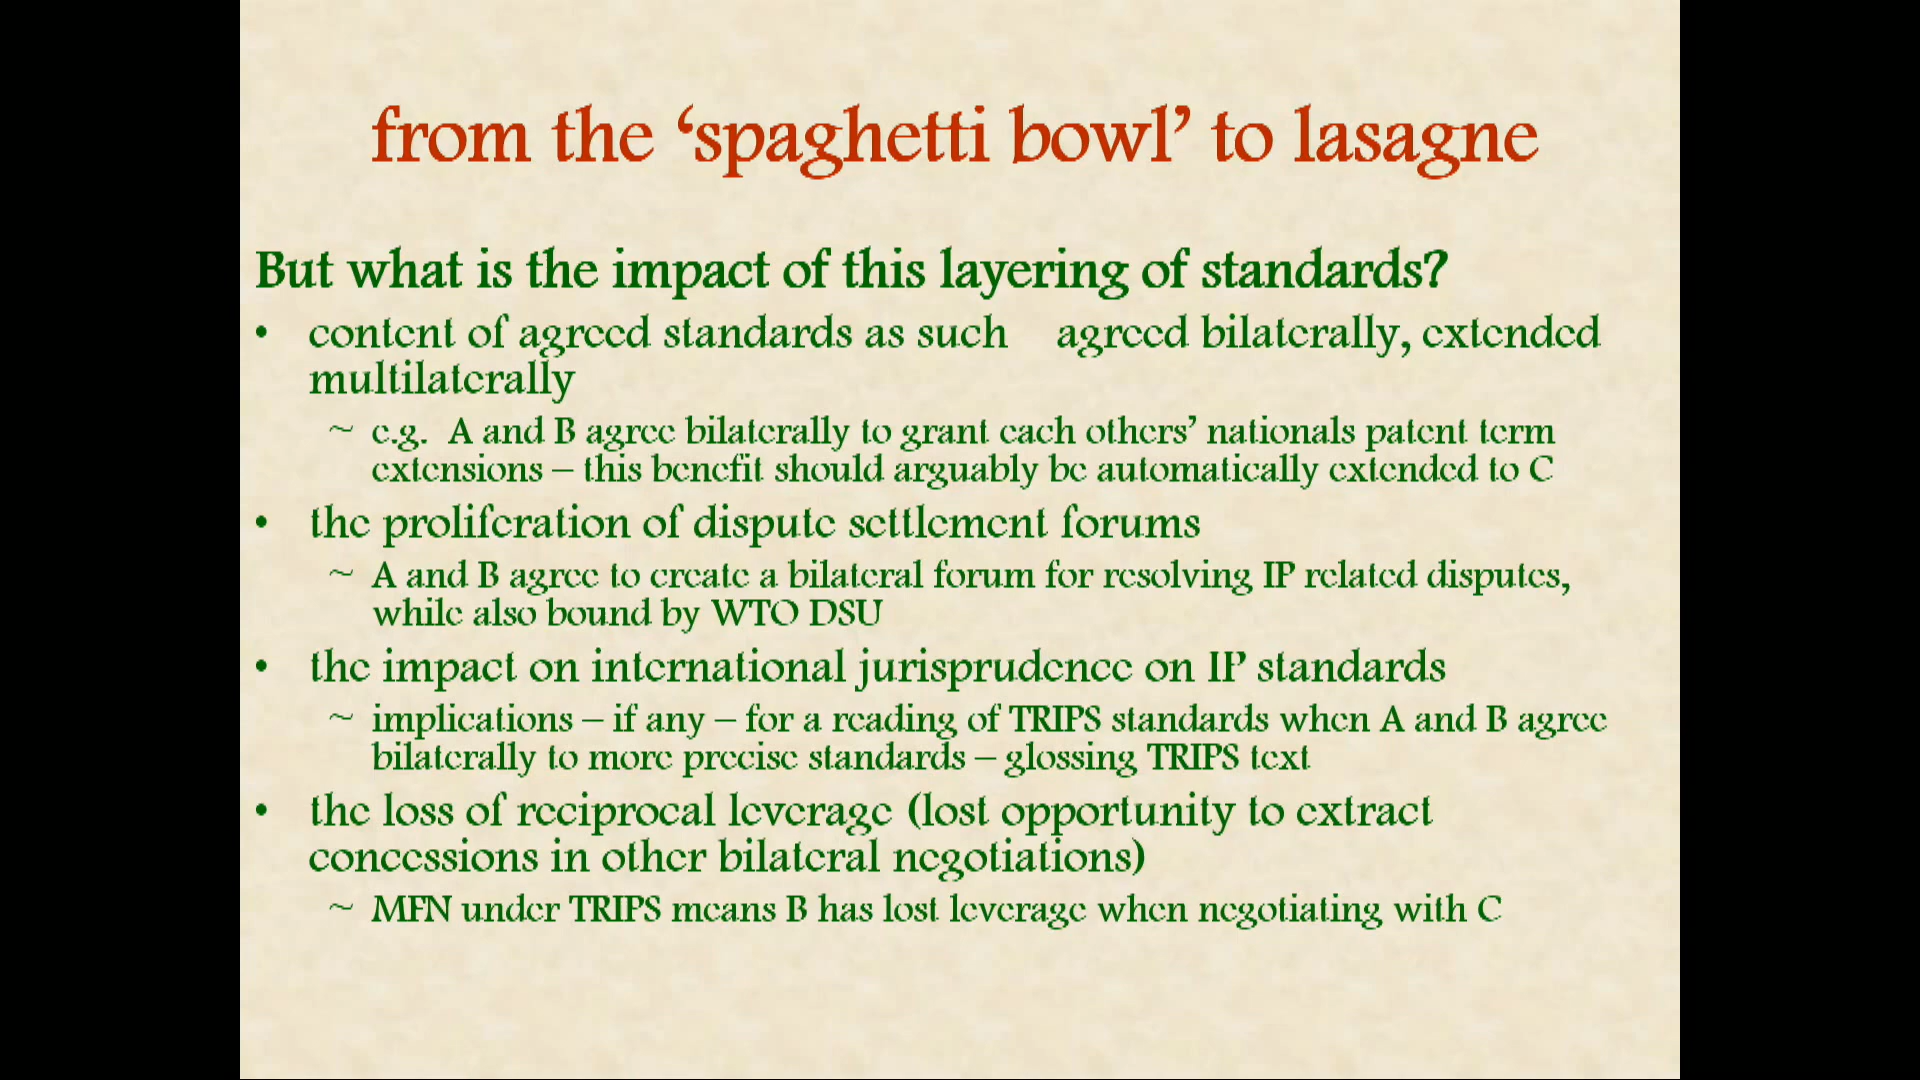 from the ‘spaghetti bowl’ to lasagne
But what is the impact of this layering of standards?
• content of agreed standards as such agreed bilaterally, extended
multilaterally
~ e.g. A and B agree bilaterally to grant each others’ nationals patent term
extensions – this benefit should arguably be automatically extended to C
• the proliferation of dispute settlement forums
~ A and B agree to create a bilateral forum for resolving IP related disputes,
while also bound by WTO DSU
• the impact on international jurisprudence on IP standards
~ implications – if any – for a reading of TRIPS standards when A and B agree
bilaterally to more precise standards – glossing TRIPS text
• the loss of reciprocal leverage (lost opportunity to extract
concessions in other bilateral negotiations)
~ MFN under TRIPS means B has lost leverage when negotiating with C